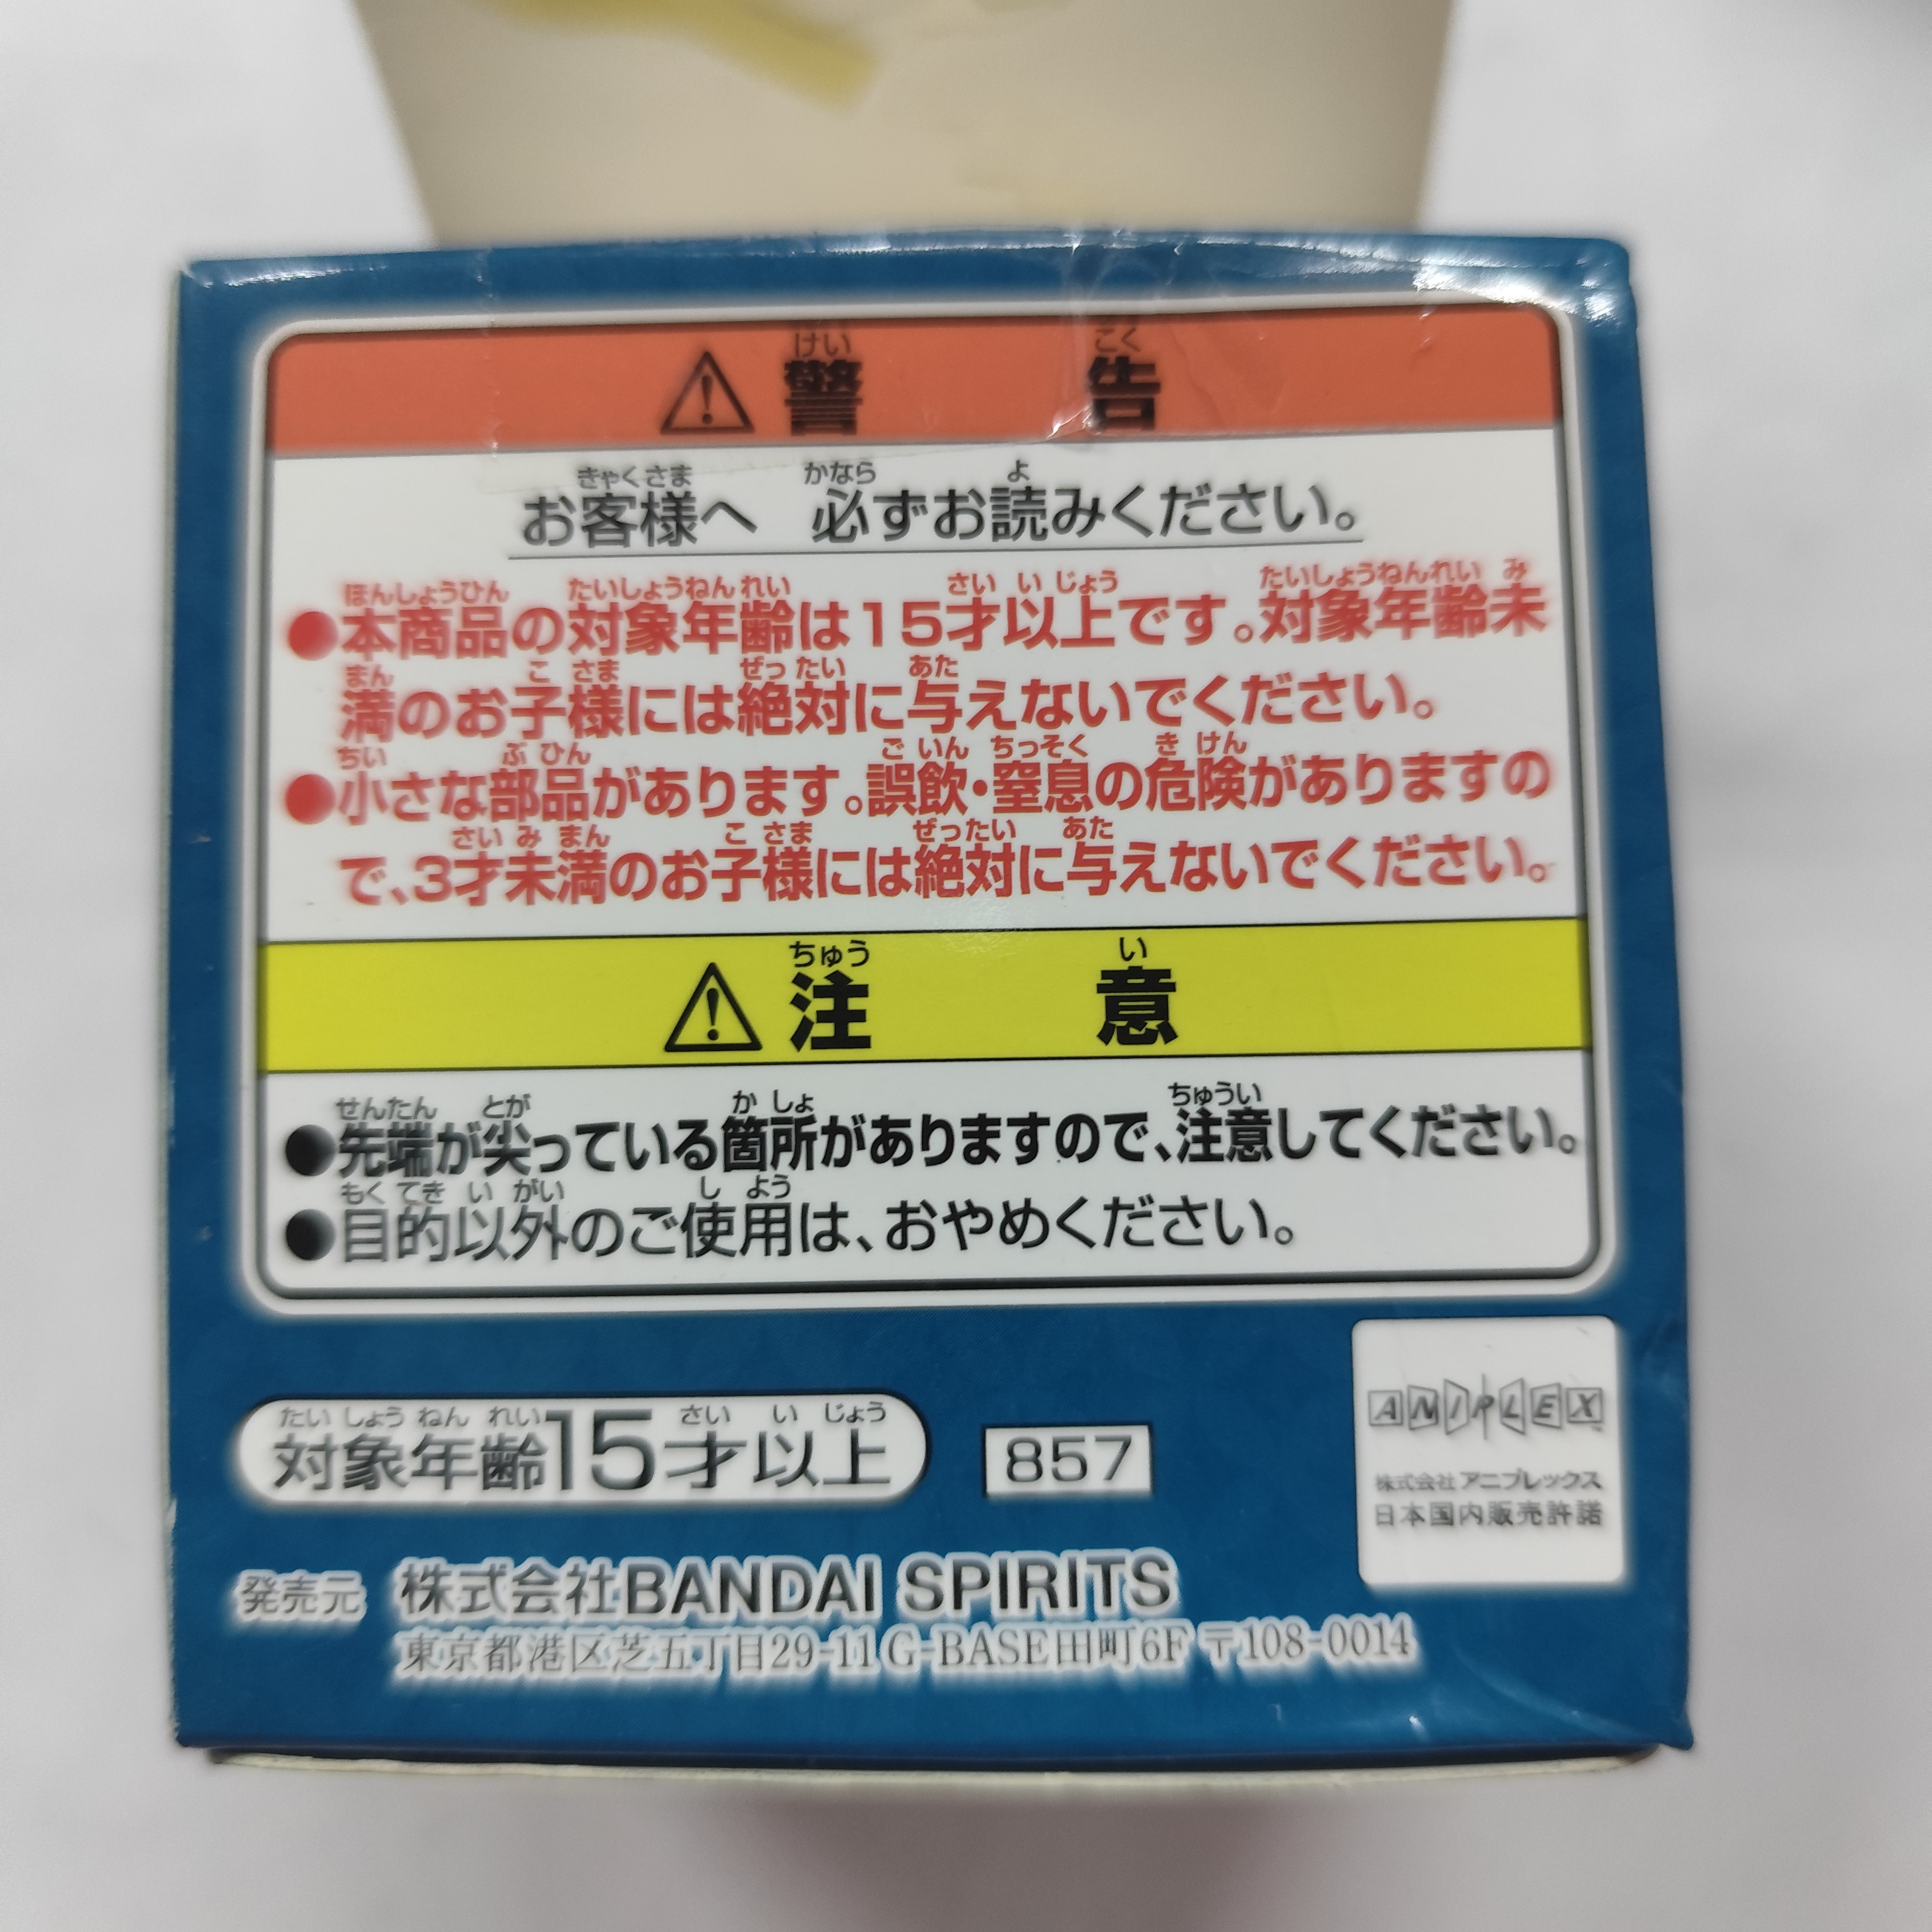 ⚠警告
お客様へ 必ずお読みください。
●本商品の対象年齢は15才以上です。対象年齢未
満のお子様には絶対に与えないでください。
●小さな部品があります。誤飲・窒息の危険がありますの
で、3才未満のお子様には絶対に与えないでください。
⚠注意
●先端が尖っている箇所がありますので、注意してください。
●目的以外のご使用は、おやめください。
対象年齢15才以上
857
ANIPLEX
株式会社アニプレックス
日本国内販売許諾
発売元 株式会社BANDAI SPIRITS
東京都港区芝五丁目29-11 G-BASE田町6F 〒108-0014